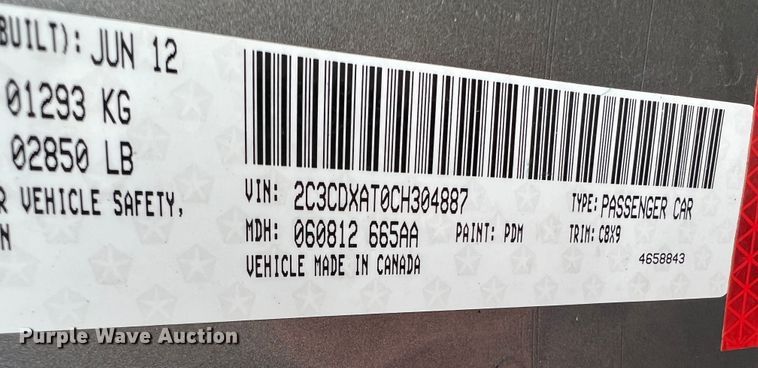 BUILT): JUN 12
01293 KG
02850 LB
R VEHICLE SAFETY,
N
VIN: 2C3CDXAT0CH304887 TYPE: PASSENGER CAR
MDH: 060812 665AA PAINT: PDM TRIM: C8X9
VEHICLE MADE IN CANADA 4658843
Purple Wave Auction